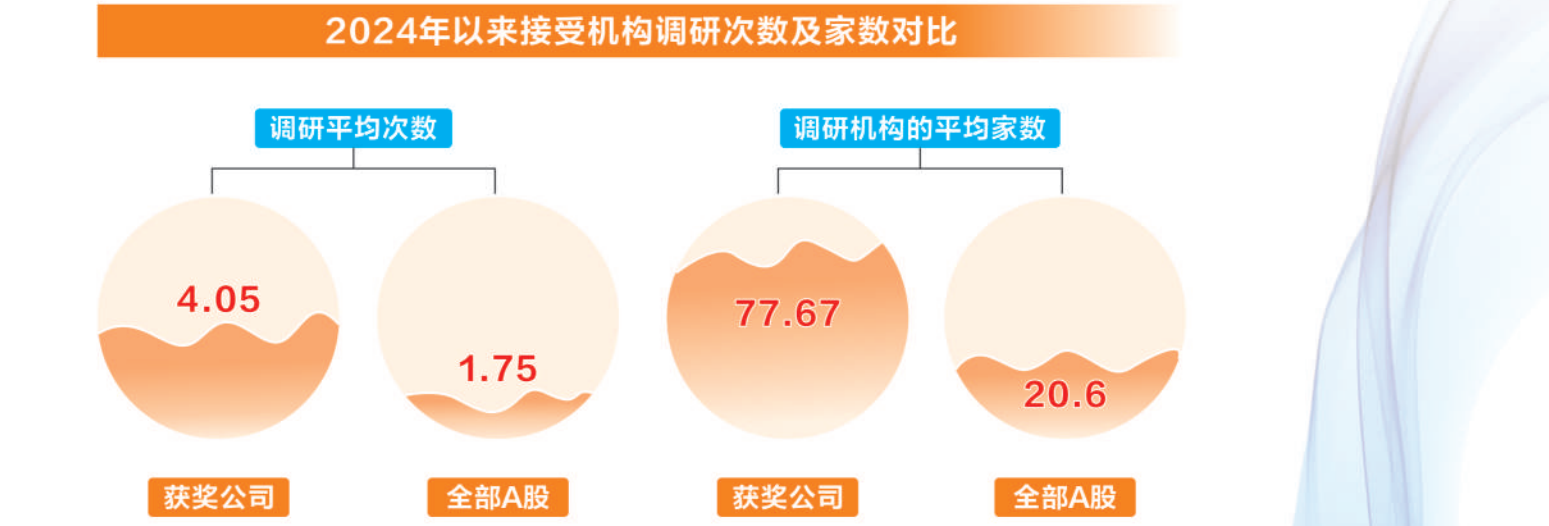 2024年以来接受机构调研次数及家数对比
调研平均次数
调研机构的平均家数
4.05
1.75
77.67
20.6
获奖公司
全部A股
获奖公司
全部A股